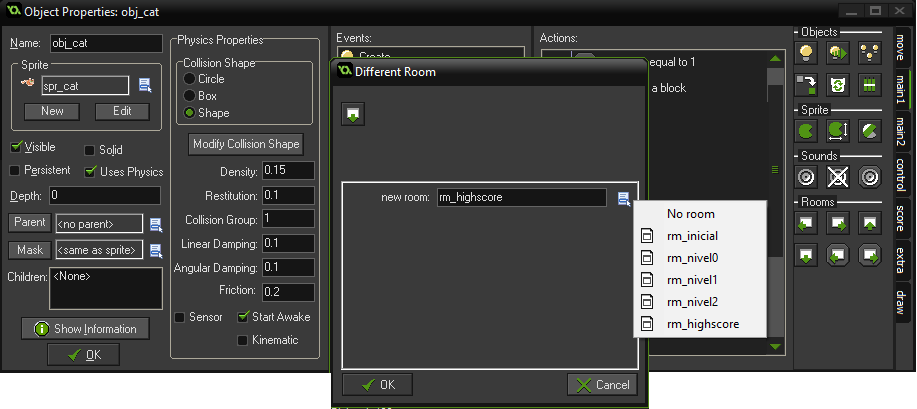 Object Properties: obj_cat
Name: obj_cat
Sprite
spr_cat
New Edit
Visible Solid
Persistent Uses Physics
Depth: 0
Parent <no parent>
Mask <same as sprite>
Children: <None>
Show Information
OK
Physics Properties
Collision Shape
Circle
Box
Shape
Modify Collision Shape
Density: 0.15
Restitution: 0.1
Collision Group: 1
Linear Damping: 0.1
Angular Damping: 0.1
Friction: 0.2
Sensor Start Awake
Kinematic
Events:
Create
Actions:
equal to 1
a block
Different Room
new room: rm_highscore
No room
rm_inicial
rm_nivel0
rm_nivel1
rm_nivel2
rm_highscore
OK Cancel
Objects
Sprite
Sounds
Rooms
move
main1
main2
control
score
extra
draw